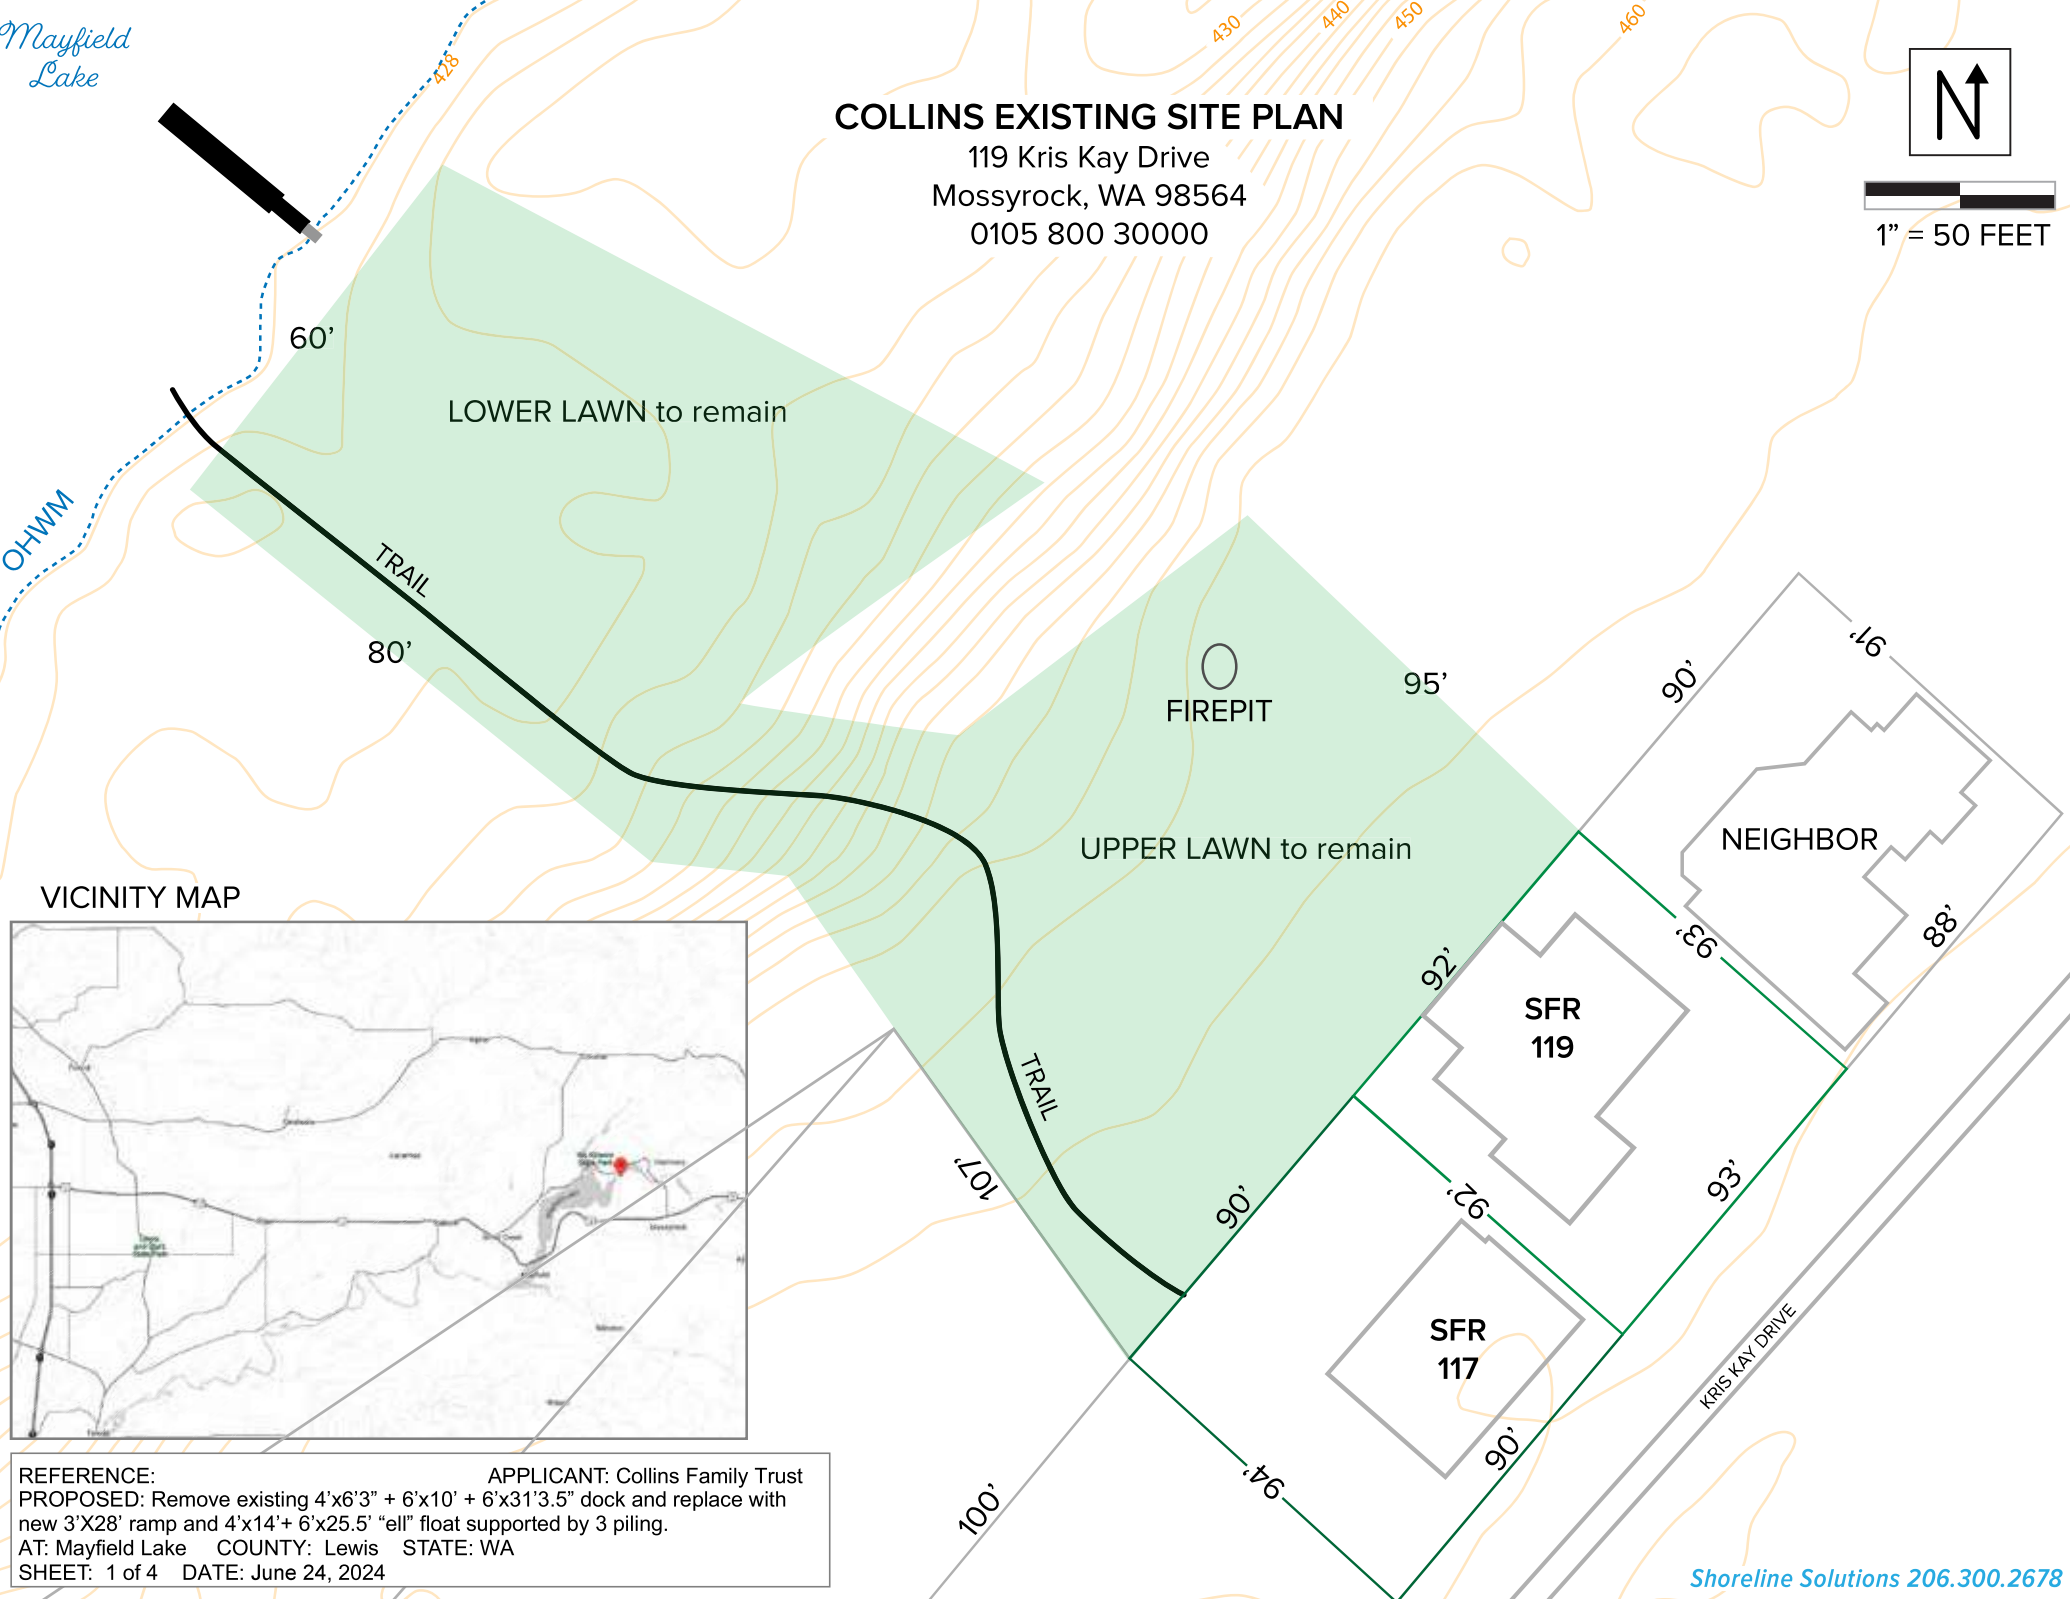 Mayfield
Lake
428
430
440
450
460
COLLINS EXISTING SITE PLAN
119 Kris Kay Drive
Mossyrock, WA 98564
0105 800 30000
N
1” = 50 FEET
60’
LOWER LAWN to remain
OHWM
TRAIL
80’
FIREPIT
95’
90’
91’
UPPER LAWN to remain
NEIGHBOR
88’
93’
92’
SFR
119
TRAIL
107’
90’
92’
93’
SFR
117
KRIS KAY DRIVE
90’
94’
100’
VICINITY MAP
REFERENCE: APPLICANT: Collins Family Trust
PROPOSED: Remove existing 4’x6’3” + 6’x10’ + 6’x31’3.5” dock and replace with
new 3’X28’ ramp and 4’x14’+ 6’x25.5’ “ell” float supported by 3 piling.
AT: Mayfield Lake COUNTY: Lewis STATE: WA
SHEET: 1 of 4 DATE: June 24, 2024
Shoreline Solutions 206.300.2678